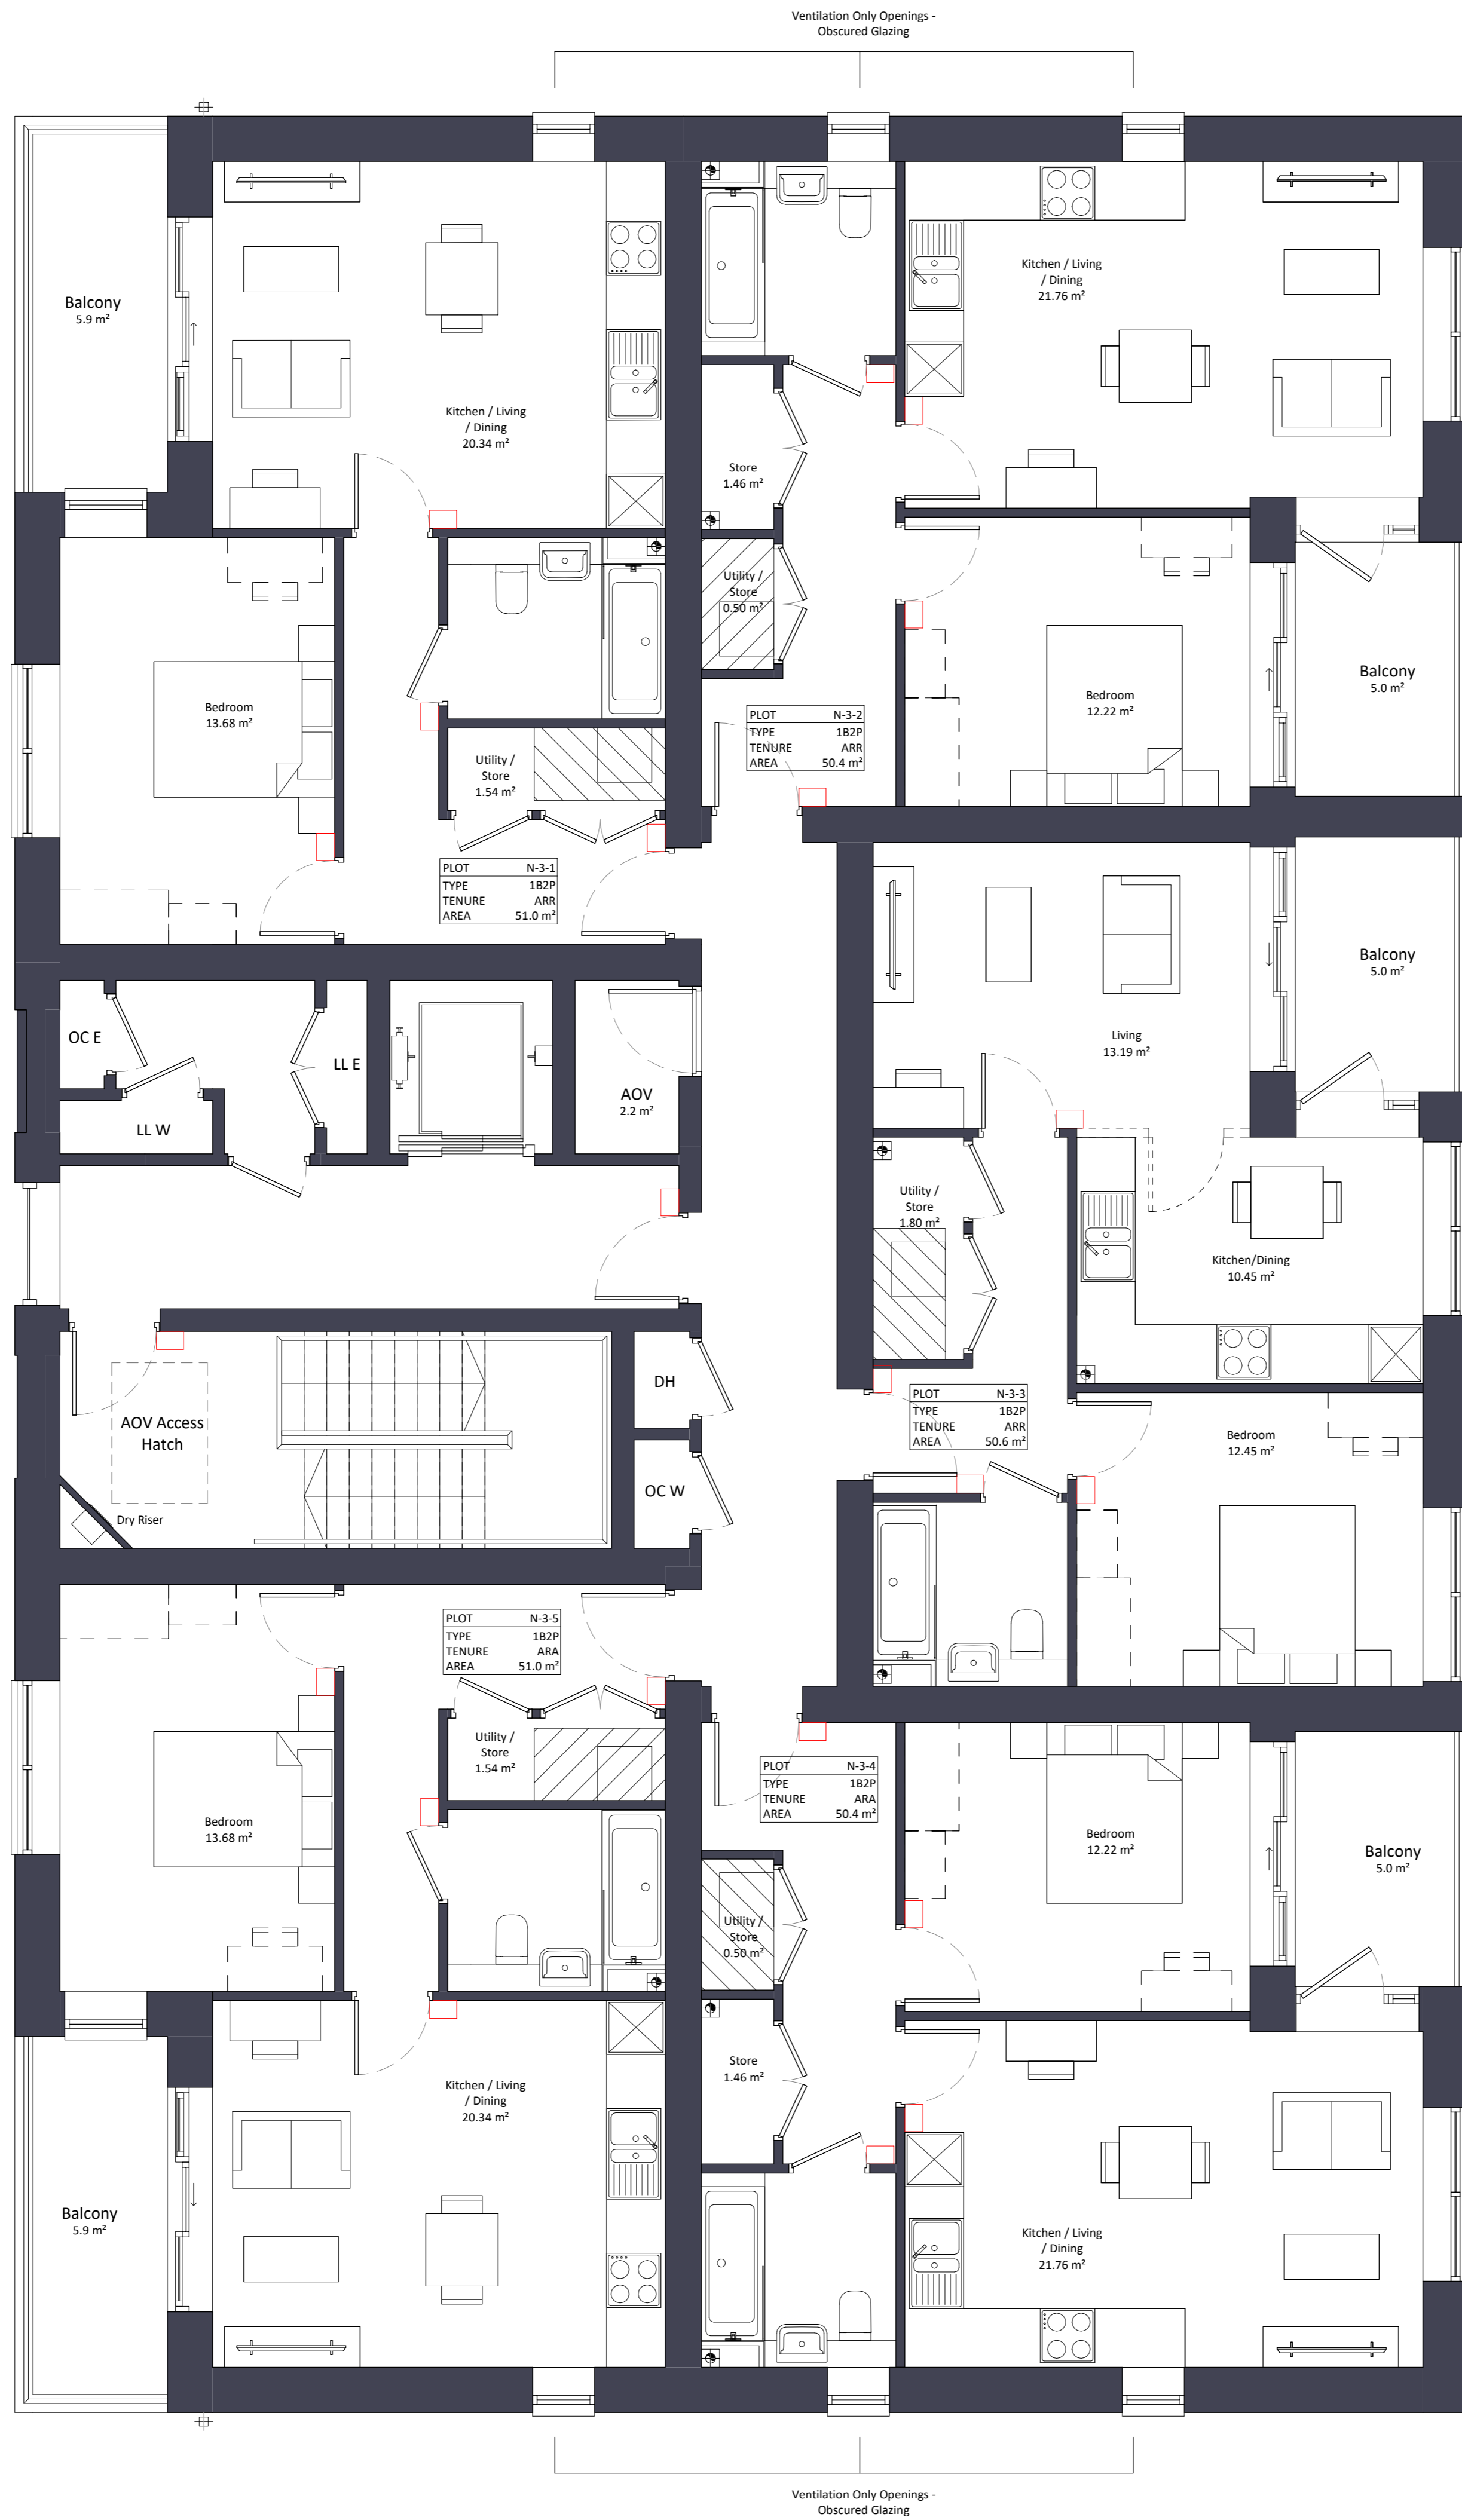 Ventilation Only Openings -
Obscured Glazing
Balcony
5.9 m²
Kitchen / Living
/ Dining
20.34 m²
Kitchen / Living
/ Dining
21.76 m²
Store
1.46 m²
Utility /
Store
0.50 m²
Bedroom
13.68 m²
Bedroom
12.22 m²
Balcony
5.0 m²
PLOT N-3-2
TYPE 1B2P
TENURE ARR
AREA 50.4 m²
Utility /
Store
1.54 m²
PLOT N-3-1
TYPE 1B2P
TENURE ARR
AREA 51.0 m²
Balcony
5.0 m²
Living
13.19 m²
OC E
LL E
LL W
AOV
2.2 m²
Utility /
Store
1.80 m²
Kitchen/Dining
10.45 m²
DH
PLOT N-3-3
TYPE 1B2P
TENURE ARR
AREA 50.6 m²
AOV Access
Hatch
Bedroom
12.45 m²
OC W
Dry Riser
PLOT N-3-5
TYPE 1B2P
TENURE ARA
AREA 51.0 m²
Utility /
Store
1.54 m²
PLOT N-3-4
TYPE 1B2P
TENURE ARA
AREA 50.4 m²
Bedroom
13.68 m²
Bedroom
12.22 m²
Balcony
5.0 m²
Utility /
Store
0.50 m²
Store
1.46 m²
Kitchen / Living
/ Dining
20.34 m²
Balcony
5.9 m²
Kitchen / Living
/ Dining
21.76 m²
Ventilation Only Openings -
Obscured Glazing